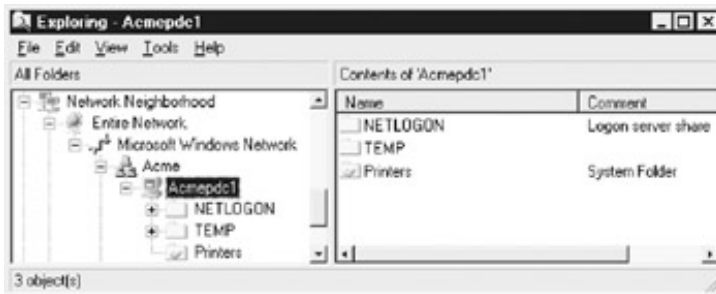 Exploring - Acmepdc1
File Edit View Tools Help
All Folders
Contents of 'Acmepdc1'
Network Neighborhood
Entire Network
Microsoft Windows Network
Acme
Acmepdc1
NETLOGON
TEMP
Printers
Name Comment
NETLOGON Logon server share
TEMP
Printers System Folder
3 object(s)